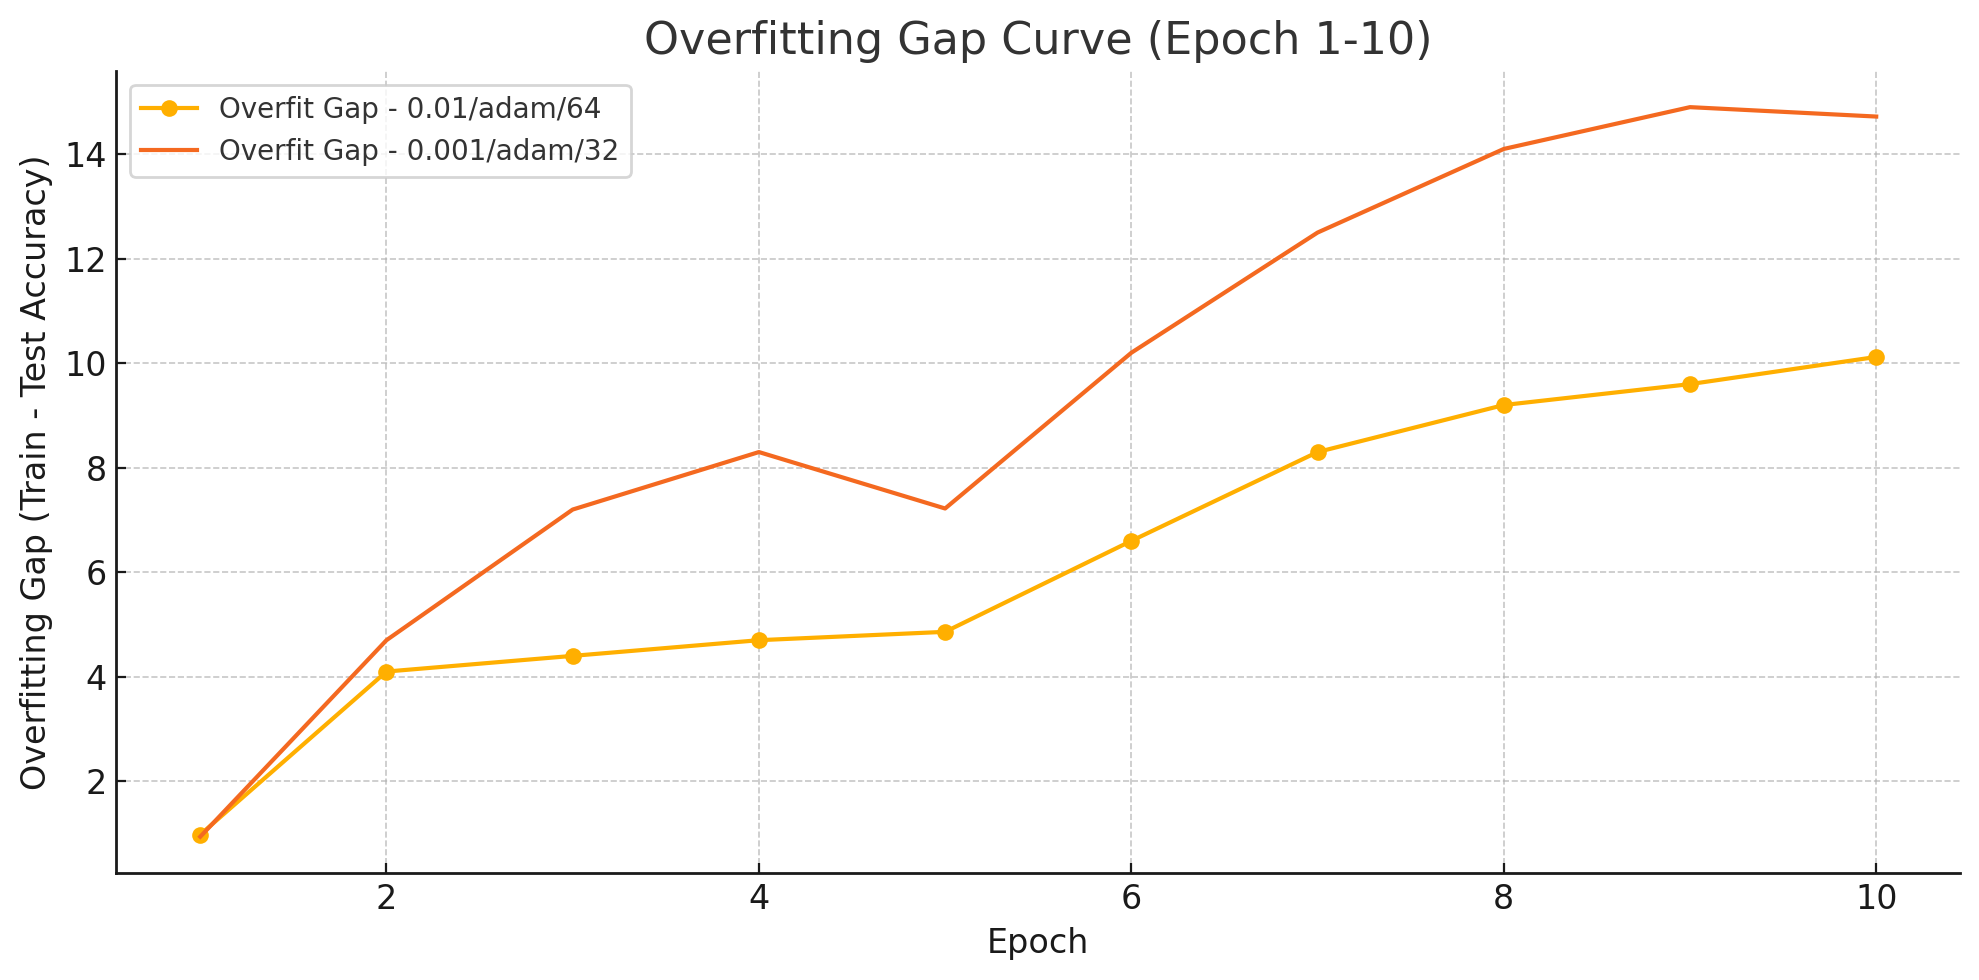 Overfitting Gap Curve (Epoch 1-10)
Overfit Gap - 0.01/adam/64
Overfit Gap - 0.001/adam/32
Overfitting Gap (Train - Test Accuracy)
14
12
10
8
6
4
2
2 4 6 8 10
Epoch